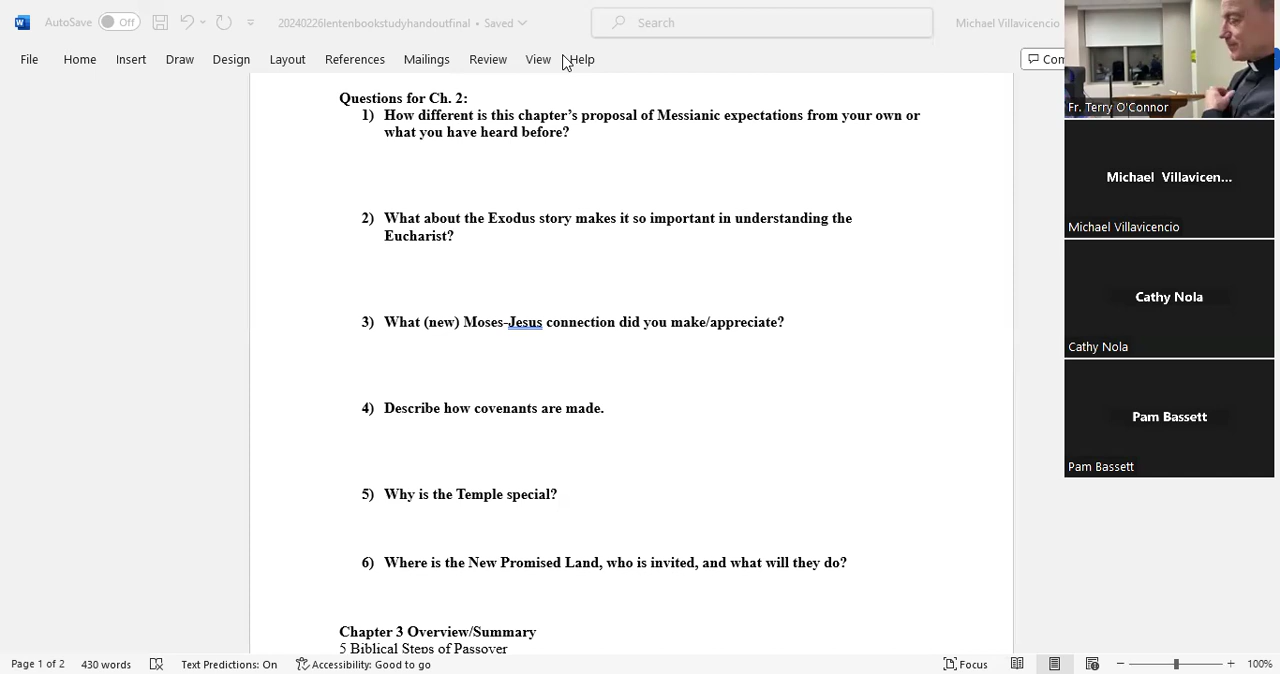 AutoSave Off 20240226lentenbookstudyhandoutfinal • Saved Search Michael Villavicencio
File Home Insert Draw Design Layout References Mailings Review View Help Com
Questions for Ch. 2:
1) How different is this chapter’s proposal of Messianic expectations from your own or
what you have heard before?
2) What about the Exodus story makes it so important in understanding the
Eucharist?
3) What (new) Moses-Jesus connection did you make/appreciate?
4) Describe how covenants are made.
5) Why is the Temple special?
6) Where is the New Promised Land, who is invited, and what will they do?
Chapter 3 Overview/Summary
5 Biblical Steps of Passover
Page 1 of 2 430 words Text Predictions: On Accessibility: Good to go Focus 100%
Fr. Terry O'Connor
Michael Villavicen...
Michael Villavicencio
Cathy Nola
Cathy Nola
Pam Bassett
Pam Bassett